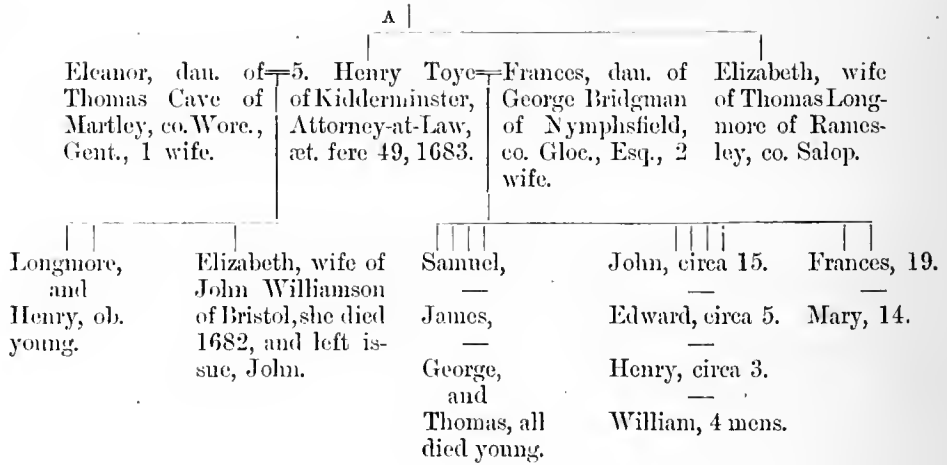 A
Eleanor, dau. of
Thomas Cave of
Martley, co. Worc.,
Gent., 1 wife.
5. Henry Toye
of Kidderminster,
Attorney-at-Law,
æt. fere 49, 1683.
Frances, dau. of
George Bridgman
of Nymphsfield,
co. Gloc., Esq., 2
wife.
Elizabeth, wife
of Thomas Long-
more of Rames-
ley, co. Salop.
Longmore,
and
Henry, ob.
young.
Elizabeth, wife of
John Williamson
of Bristol, she died
1682, and left is-
sue, John.
Samuel,
—
James,
—
George,
and
Thomas, all
died young.
John, circa 15.
—
Edward, circa 5.
—
Henry, circa 3.
—
William, 4 mens.
Frances, 19.
—
Mary, 14.